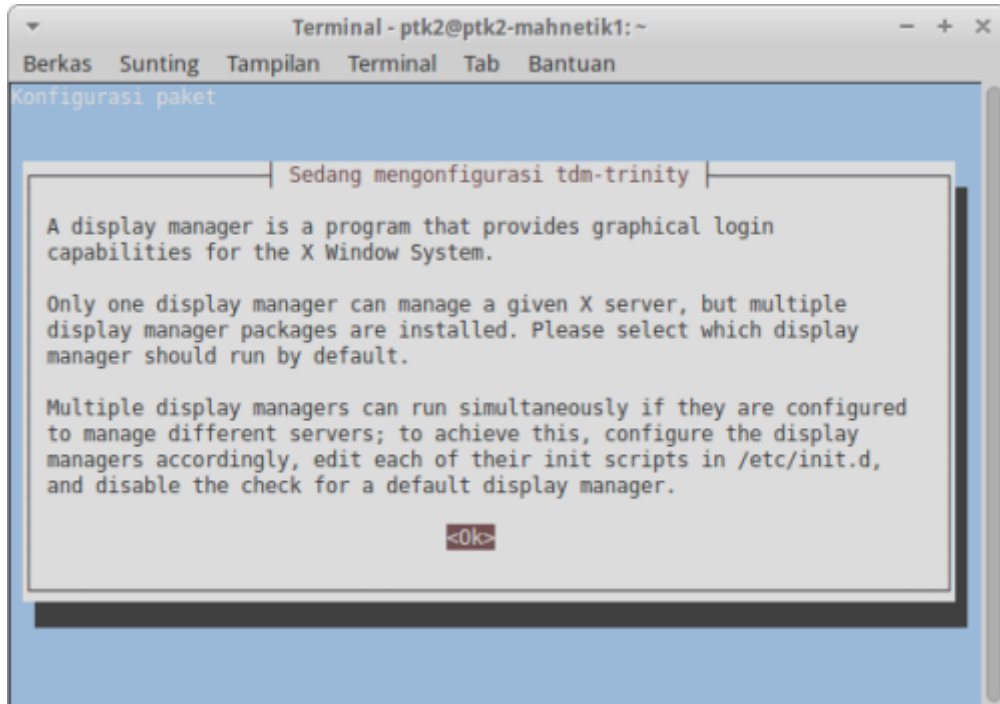 Terminal - ptk2@ptk2-mahnetik1: ~
Berkas Sunting Tampilan Terminal Tab Bantuan
Konfigurasi paket
Sedang mengonfigurasi tdm-trinity
A display manager is a program that provides graphical login
capabilities for the X Window System.
Only one display manager can manage a given X server, but multiple
display manager packages are installed. Please select which display
manager should run by default.
Multiple display managers can run simultaneously if they are configured
to manage different servers; to achieve this, configure the display
managers accordingly, edit each of their init scripts in /etc/init.d,
and disable the check for a default display manager.
<Ok>